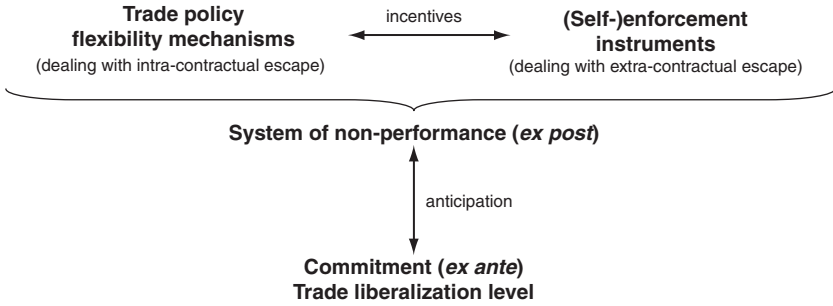 Trade policy
flexibility mechanisms
(dealing with intra-contractual escape)
incentives
(Self-)enforcement
instruments
(dealing with extra-contractual escape)
System of non-performance (ex post)
anticipation
Commitment (ex ante)
Trade liberalization level